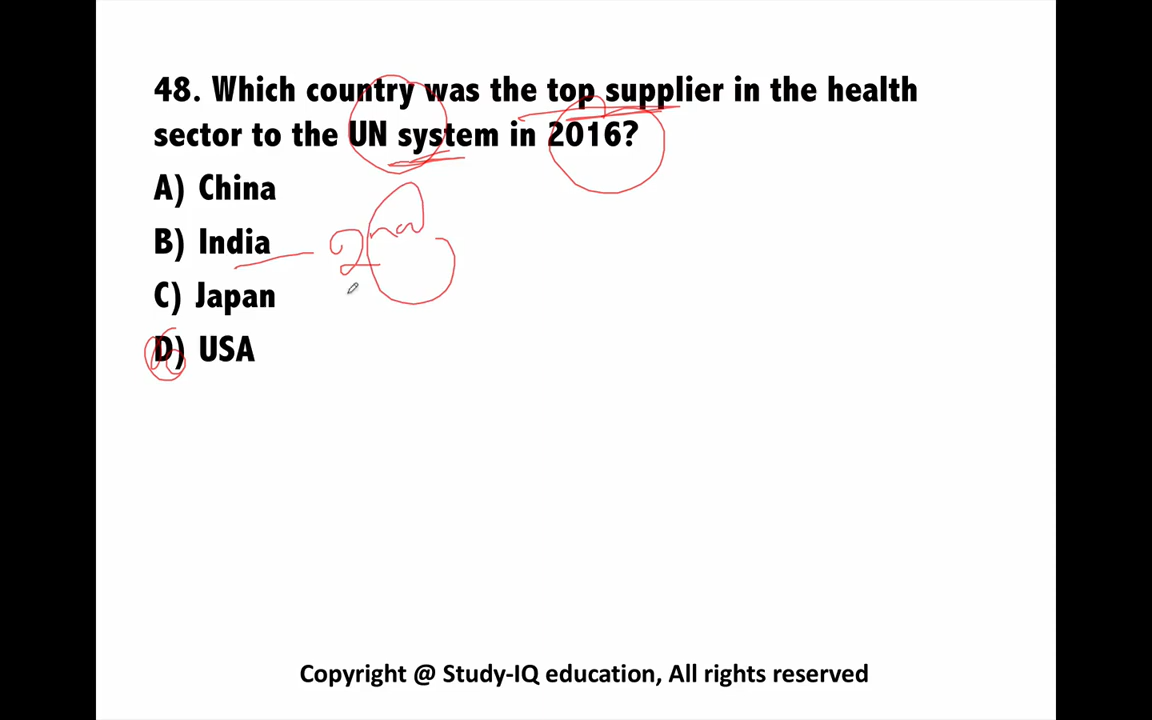 48. Which country was the top supplier in the health
sector to the UN system in 2016?
A) China
B) India 2nd
C) Japan
D) USA
Copyright @ Study-IQ education, All rights reserved